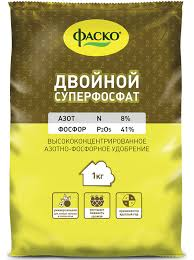 ФАСКО®
ДВОЙНОЙ
СУПЕРФОСФАТ
АЗОТ N 8%
ФОСФОР P₂O₅ 41%
ВЫСОКОКОНЦЕНТРИРОВАННОЕ
АЗОТНО-ФОСФОРНОЕ УДОБРЕНИЕ
1кг